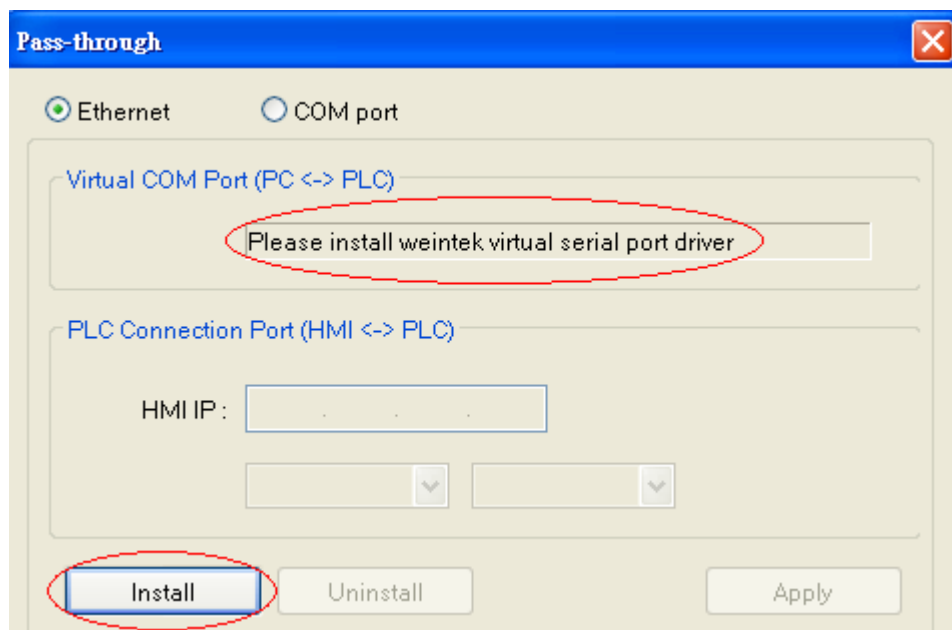 Pass-through
Ethernet COM port
Virtual COM Port (PC <-> PLC)
Please install weintek virtual serial port driver
PLC Connection Port (HMI <-> PLC)
HMI IP : . . .
Install Uninstall Apply